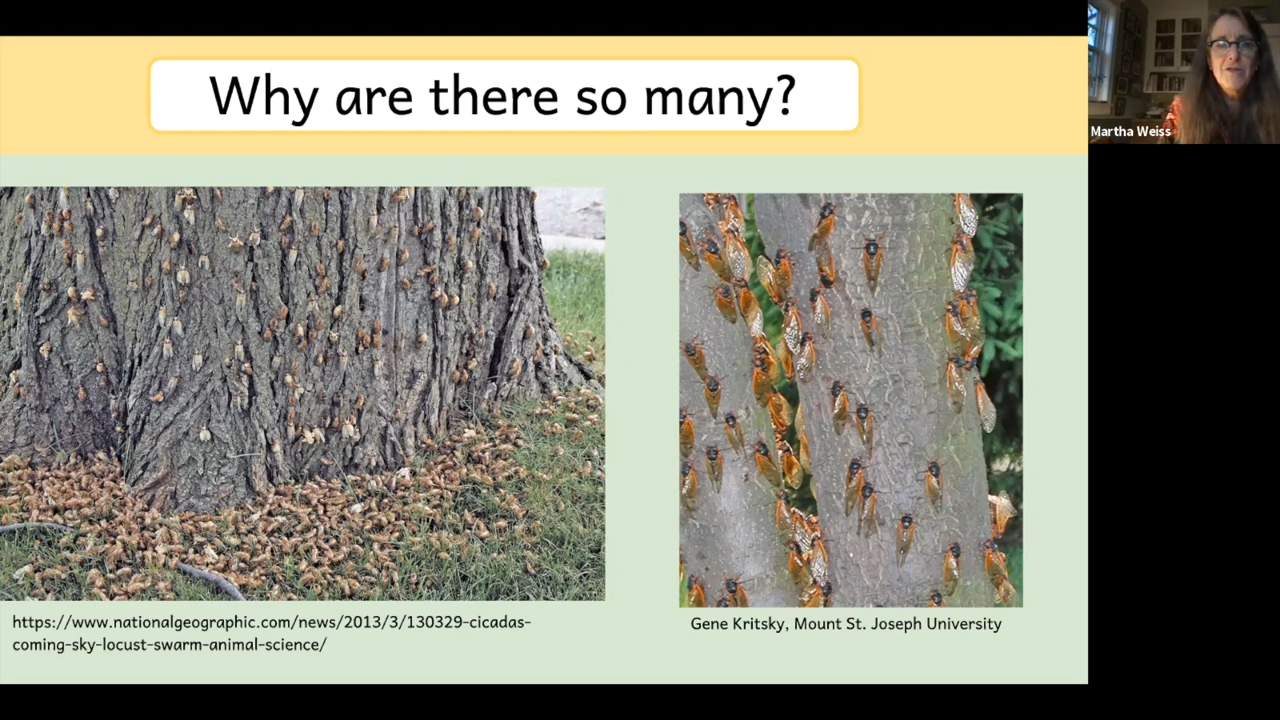 Why are there so many?
Martha Weiss
https://www.nationalgeographic.com/news/2013/3/130329-cicadas-
coming-sky-locust-swarm-animal-science/
Gene Kritsky, Mount St. Joseph University